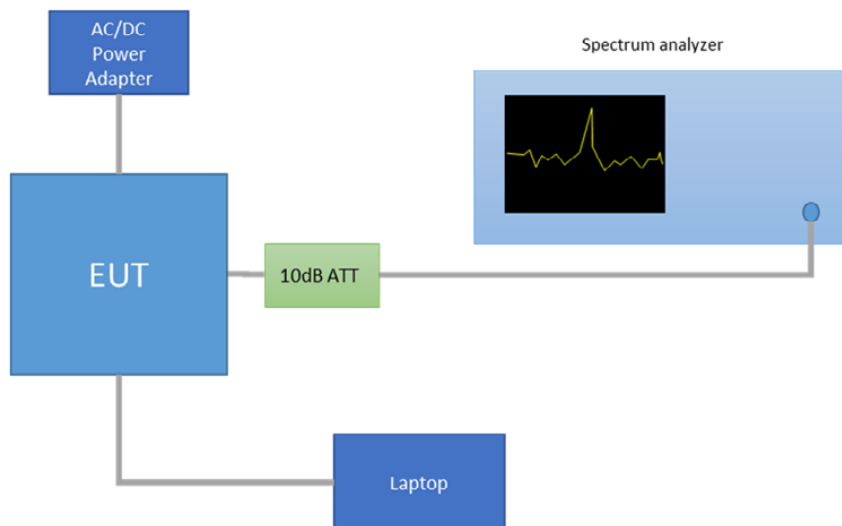 AC/DC
Power
Adapter
Spectrum analyzer
EUT
10dB ATT
Laptop